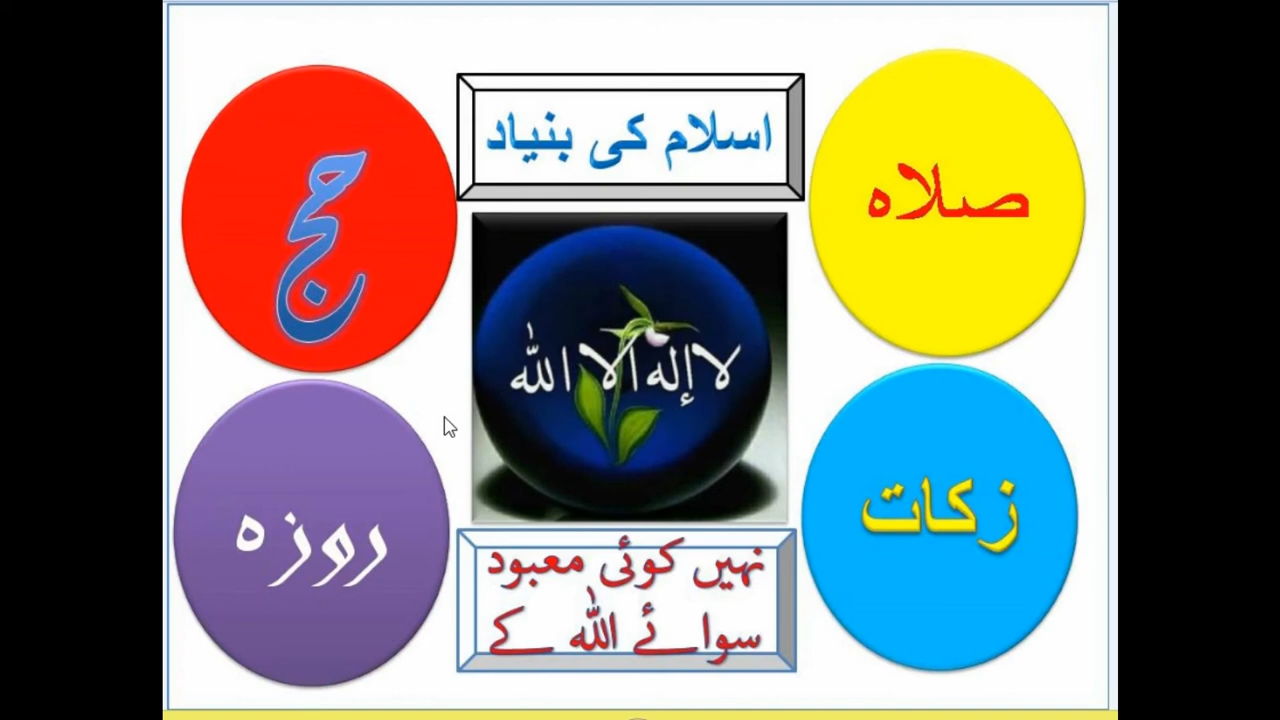 اسلام کی بنیاد
صلاہ
حج
لا إله الا الله
زکات
روزہ
نہیں کوئی معبود
سوائے اللہ کے